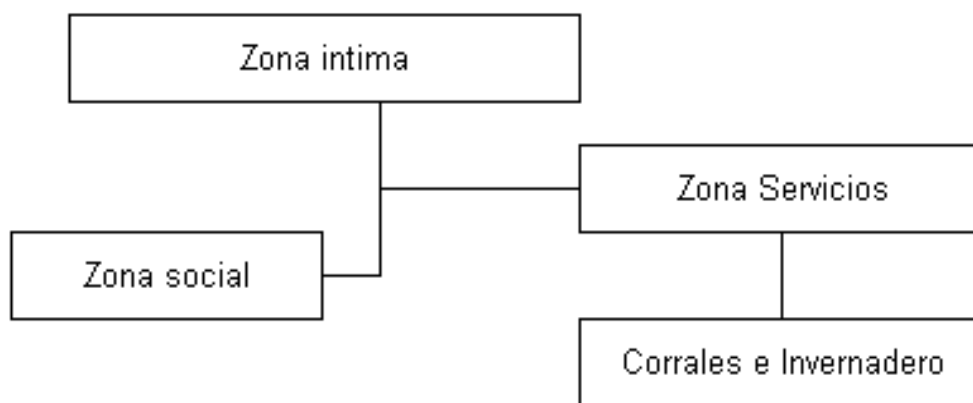 Zona intima
Zona Servicios
Zona social
Corrales e Invernadero